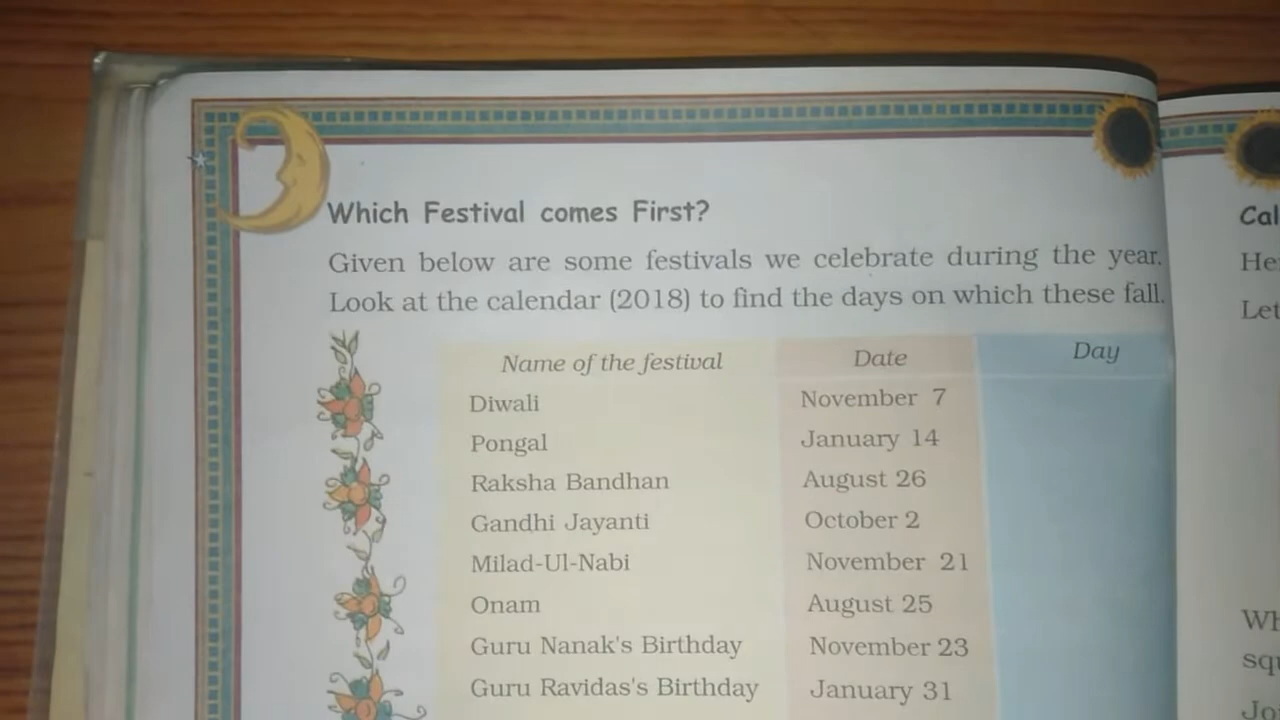 Which Festival comes First?
Given below are some festivals we celebrate during the year.
Look at the calendar (2018) to find the days on which these fall.
Name of the festival Date Day
Diwali November 7
Pongal January 14
Raksha Bandhan August 26
Gandhi Jayanti October 2
Milad-Ul-Nabi November 21
Onam August 25
Guru Nanak's Birthday November 23
Guru Ravidas's Birthday January 31